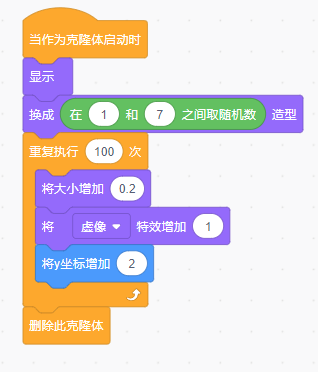 当作为克隆体启动时
显示
换成 在 1 和 7 之间取随机数 造型
重复执行 100 次
将大小增加 0.2
将 虚像 特效增加 1
将y坐标增加 2
删除此克隆体